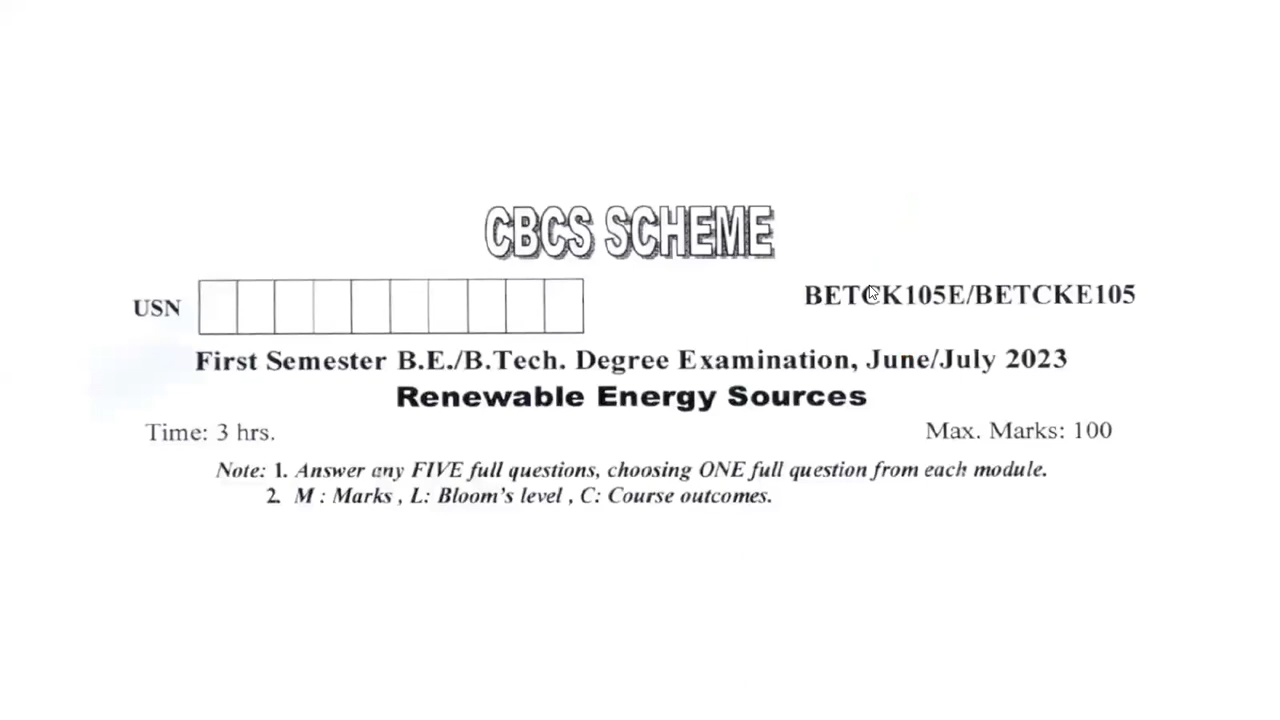 CBCS SCHEME
USN
BETCK105E/BETCKE105
First Semester B.E./B.Tech. Degree Examination, June/July 2023
Renewable Energy Sources
Time: 3 hrs.
Max. Marks: 100
Note: 1. Answer any FIVE full questions, choosing ONE full question from each module.
2. M : Marks , L: Bloom's level , C: Course outcomes.